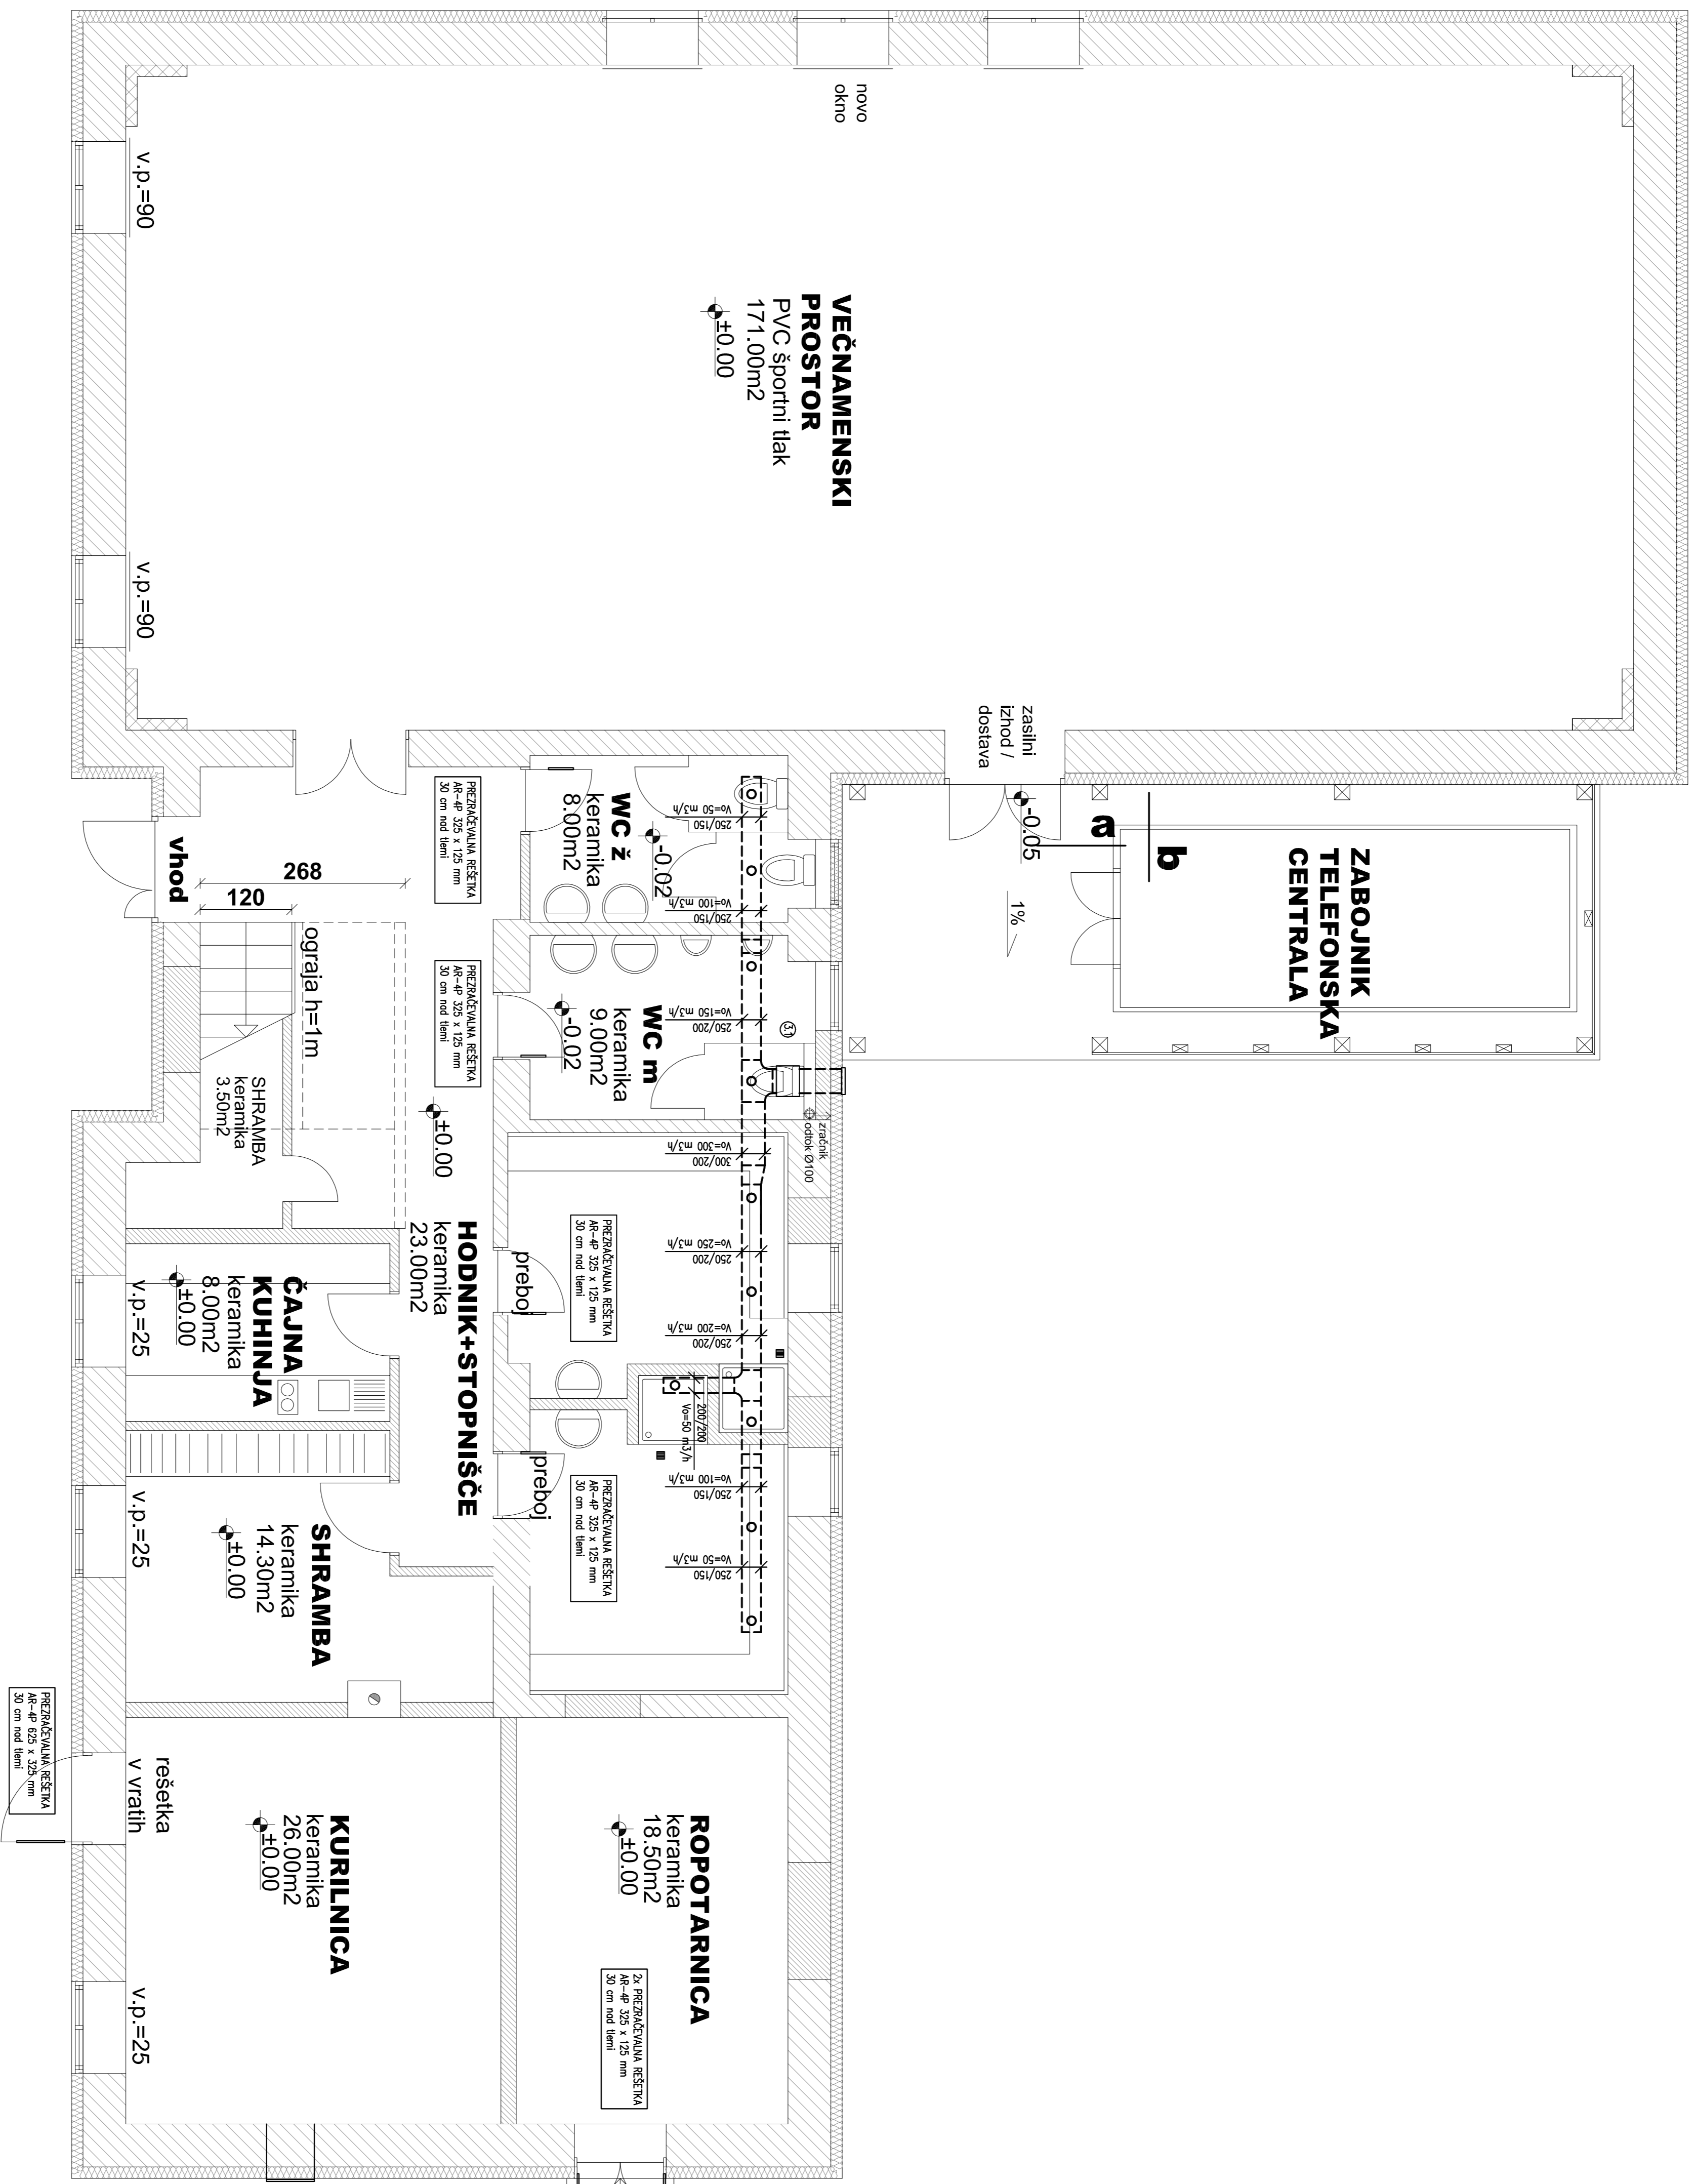 novo
okno
v.p.=90
v.p.=90
VEČNAMENSKI
PROSTOR
PVC športni tlak
171.00m2
±0.00
zasilni
izhod /
dostava
-0.05
a
b
1%
ZABOJNIK
TELEFONSKA
CENTRALA
vhod
268
120
ograja h=1m
PREZRAČEVALNA REŠETKA
AR-4P 325 x 125 mm
30 cm nad tlemi
WC ž
keramika
8.00m2
-0.02
Vo=50 m3/h
250/150
Vo=100 m3/h
250/150
PREZRAČEVALNA REŠETKA
AR-4P 325 x 125 mm
30 cm nad tlemi
WC m
keramika
9.00m2
-0.02
Vo=150 m3/h
250/200
3.1
zračnik
odtok Ø100
SHRAMBA
keramika
3.50m2
±0.00
HODNIK+STOPNIŠČE
keramika
23.00m2
Vo=300 m3/h
300/200
Vo=250 m3/h
250/200
Vo=200 m3/h
250/200
PREZRAČEVALNA REŠETKA
AR-4P 325 x 125 mm
30 cm nad tlemi
preboj
200/200
Vo=50 m3/h
Vo=100 m3/h
250/150
Vo=50 m3/h
250/150
PREZRAČEVALNA REŠETKA
AR-4P 325 x 125 mm
30 cm nad tlemi
preboj
ČAJNA
KUHINJA
keramika
8.00m2
±0.00
v.p.=25
SHRAMBA
keramika
14.30m2
±0.00
v.p.=25
PREZRAČEVALNA REŠETKA
AR-4P 625 x 325 mm
30 cm nad tlemi
rešetka
v vratih
KURILNICA
keramika
26.00m2
±0.00
v.p.=25
ROPOTARNICA
keramika
18.50m2
±0.00
2x PREZRAČEVALNA REŠETKA
AR-4P 325 x 125 mm
30 cm nad tlemi